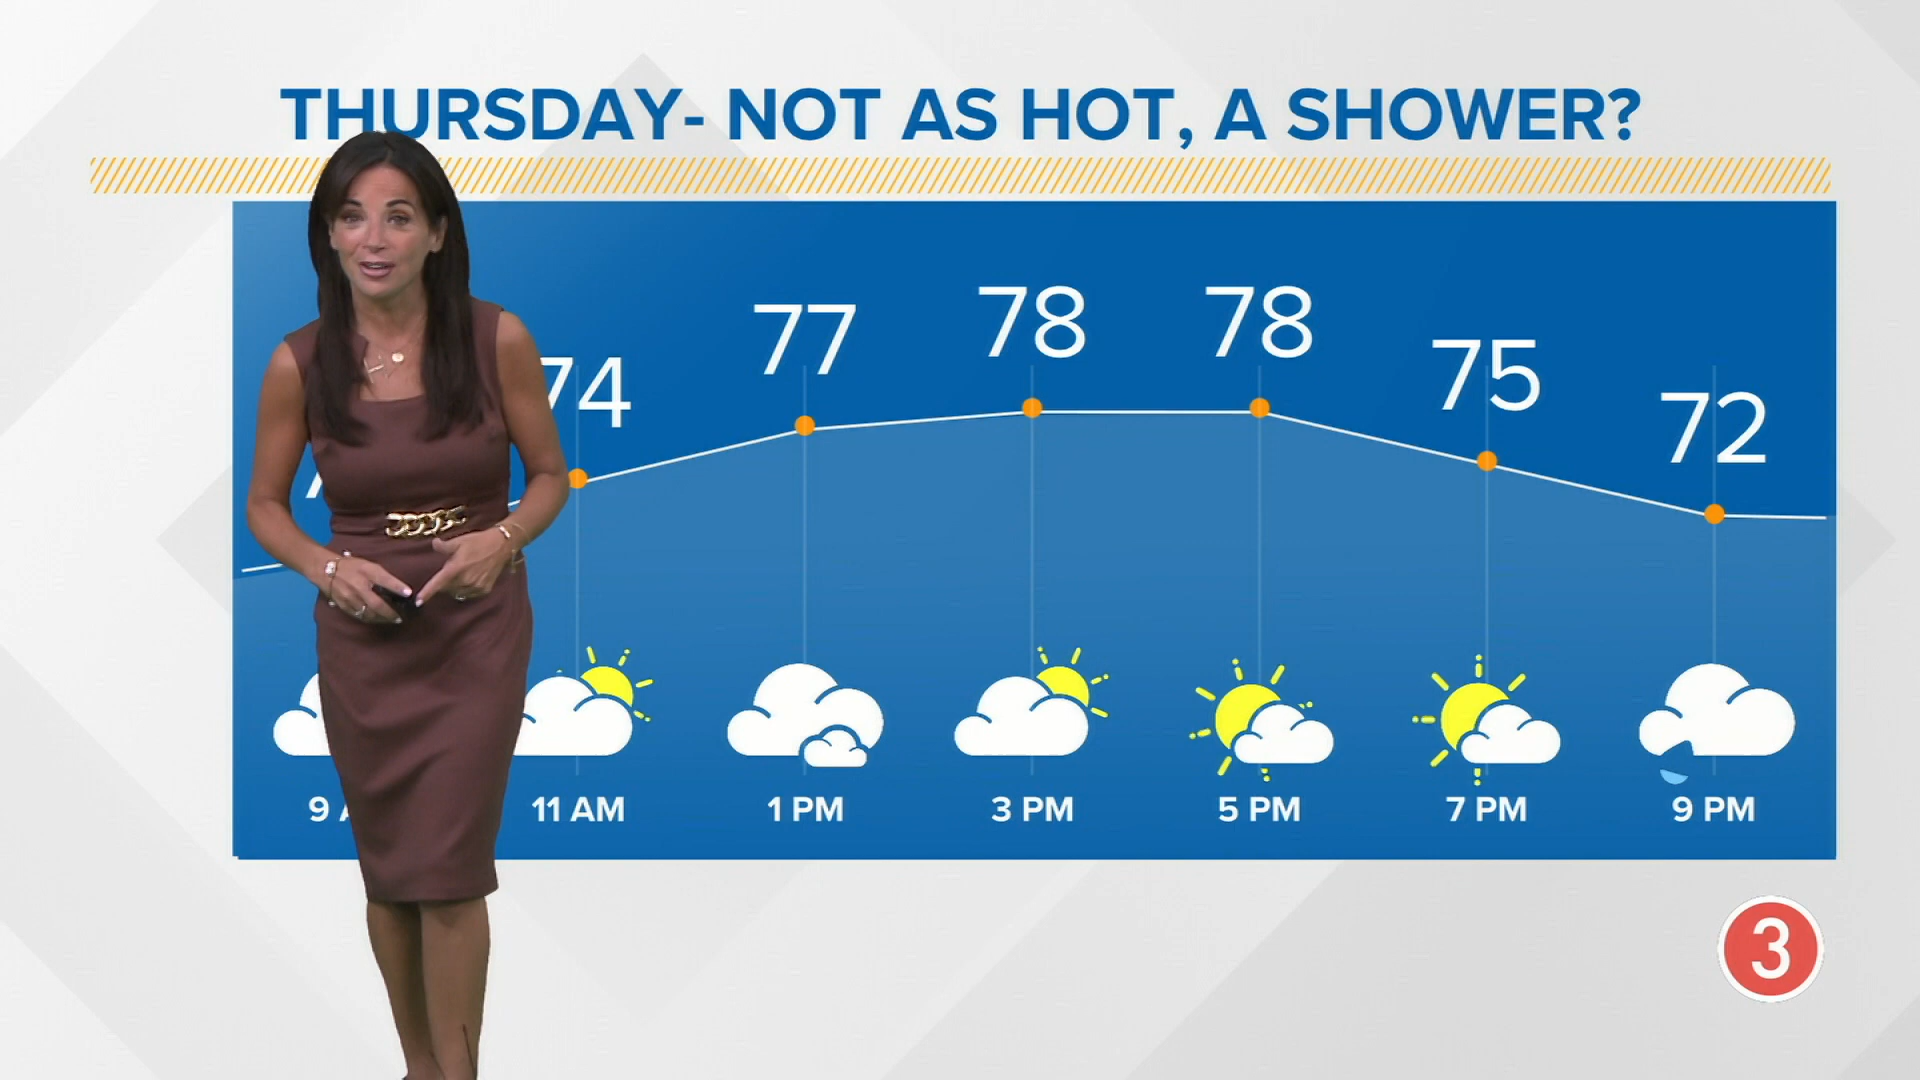 THURSDAY- NOT AS HOT, A SHOWER?
74 77 78 78 75 72
9 11 AM 1 PM 3 PM 5 PM 7 PM 9 PM
3